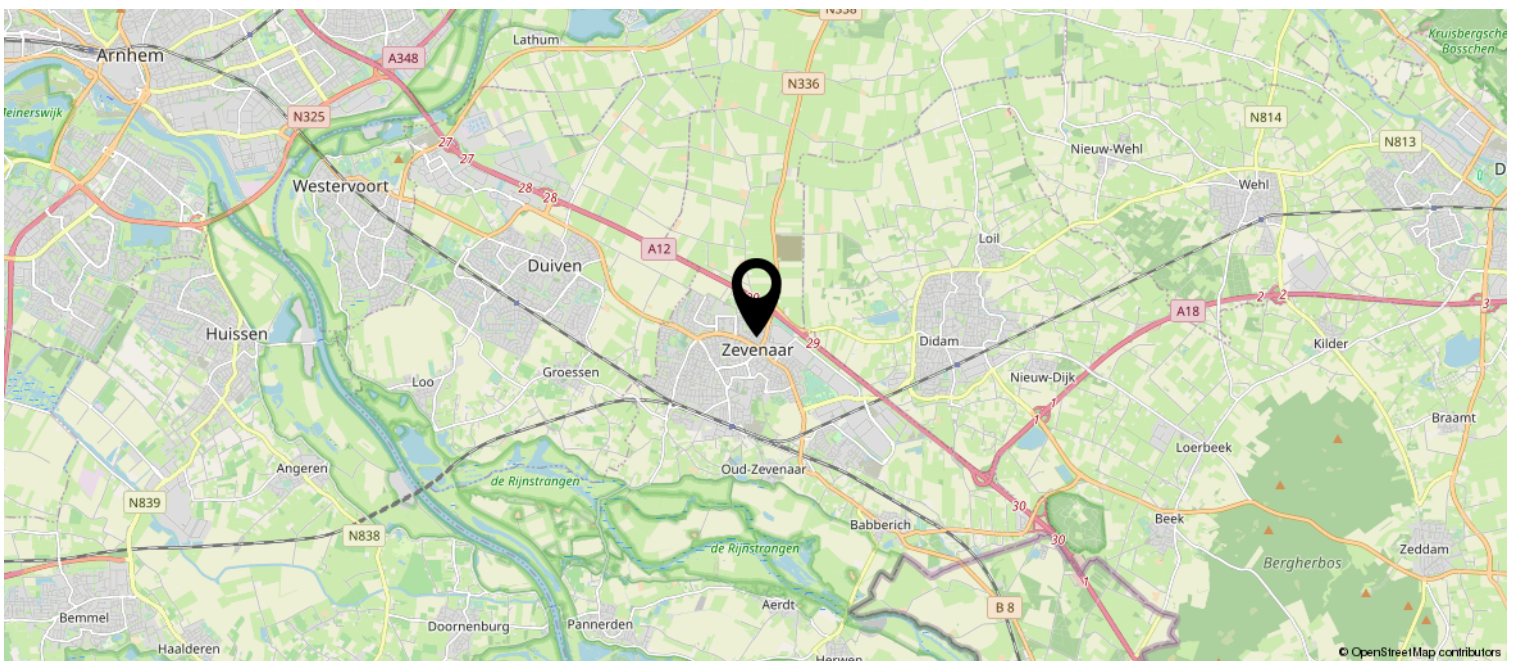 N338
Kruisbergsche
Bosschen
Lathum
Arnhem
A348
N336
Meinerswijk
N325
N814
27
27
N813
Nieuw-Wehl
Westervoort
28
28
Wehl
D
A12
Loil
Duiven
2
2
3
A18
Huissen
29
Didam
Kilder
Zevenaar
Groessen
Loo
Nieuw-Dijk
1
1
Braamt
Loerbeek
Angeren
Oud-Zevenaar
de Rijnstrangen
N839
30
Babberich
Beek
N838
30
de Rijnstrangen
Zeddam
Bergherbos
1
Aerdt
B 8
Bemmel
Doornenburg
Pannerden
Haalderen
Herwen
© OpenStreetMap contributors